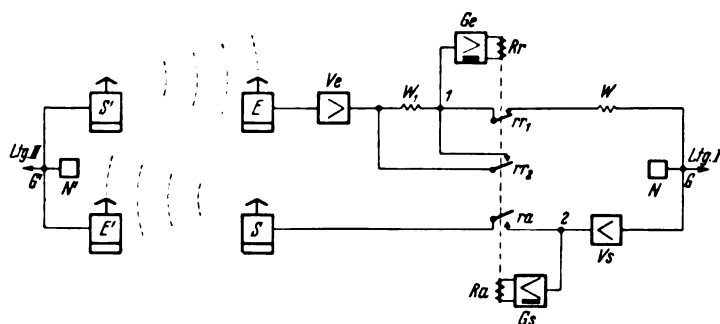 Ge
Rr
S'
E
Ve
W₁
1
rr₁
W
Ltg.II
G'
N'
rr₂
N
Ltg.I
G
E'
S
ra
2
Vs
Ra
Gs